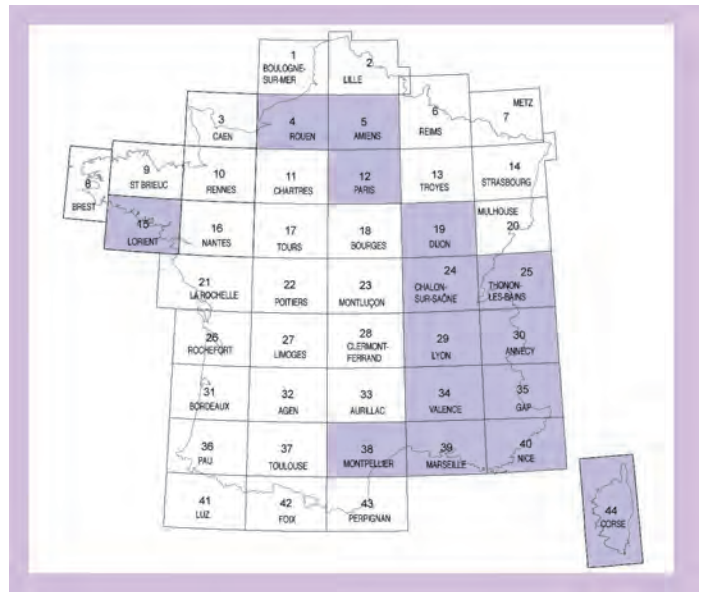 1
BOULOGNE-
SUR-MER
2
LILLE
3
CAEN
4
ROUEN
5
AMIENS
6
REIMS
METZ
7
8
BREST
9
ST BRIEUC
10
RENNES
11
CHARTRES
12
PARIS
13
TROYES
14
STRASBOURG
15
LORIENT
16
NANTES
17
TOURS
18
BOURGES
19
DIJON
MULHOUSE
20
21
LA ROCHELLE
22
POITIERS
23
MONTLUÇON
24
CHALON-
SUR-SAÔNE
25
THONON-
LES-BAINS
26
ROCHEFORT
27
LIMOGES
28
CLERMONT-
FERRAND
29
LYON
30
ANNECY
31
BORDEAUX
32
AGEN
33
AURILLAC
34
VALENCE
35
GAP
36
PAU
37
TOULOUSE
38
MONTPELLIER
39
MARSEILLE
40
NICE
41
LUZ
42
FOIX
43
PERPIGNAN
44
CORSE